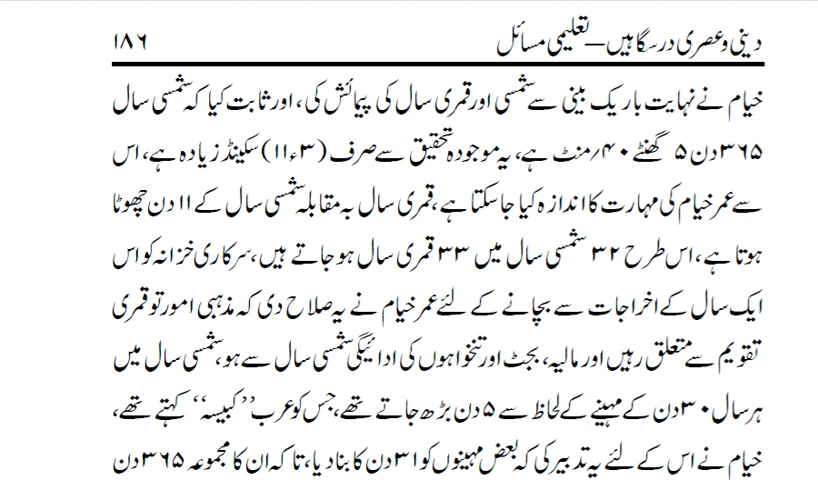 دینی وعصری درسگاہیں – تعلیمی مسائل ۱۸۶
خیام نے نہایت باریک بینی سے شمسی اور قمری سال کی پیمائش کی، اور ثابت کیا کہ شمسی سال
۳۶۵ دن ۵ گھنٹے ۴۰؍منٹ ہے، یہ موجودہ تحقیق سے صرف (۱۱ء۳) سکینڈ زیادہ ہے، اس
سے عمر خیام کی مہارت کا اندازہ کیا جاسکتا ہے، قمری سال بہ مقابلہ شمسی سال کے ۱۱ دن چھوٹا
ہوتا ہے، اس طرح ۳۲ شمسی سال میں ۳۳ قمری سال ہو جاتے ہیں، سرکاری خزانہ کو اس
ایک سال کے اخراجات سے بچانے کے لئے عمر خیام نے یہ صلاح دی کہ مذہبی امور تو قمری
تقویم سے متعلق رہیں اور مالیہ، بجٹ اور تنخواہوں کی ادائیگی شمسی سال سے ہو، شمسی سال میں
ہر سال ۳۰ دن کے مہینے کے لحاظ سے ۵ دن بڑھ جاتے تھے، جس کو عرب ’’کبیسہ‘‘ کہتے تھے،
خیام نے اس کے لئے یہ تدبیر کی کہ بعض مہینوں کو ۳۱ دن کا بنادیا، تاکہ ان کا مجموعہ ۳۶۵ دن